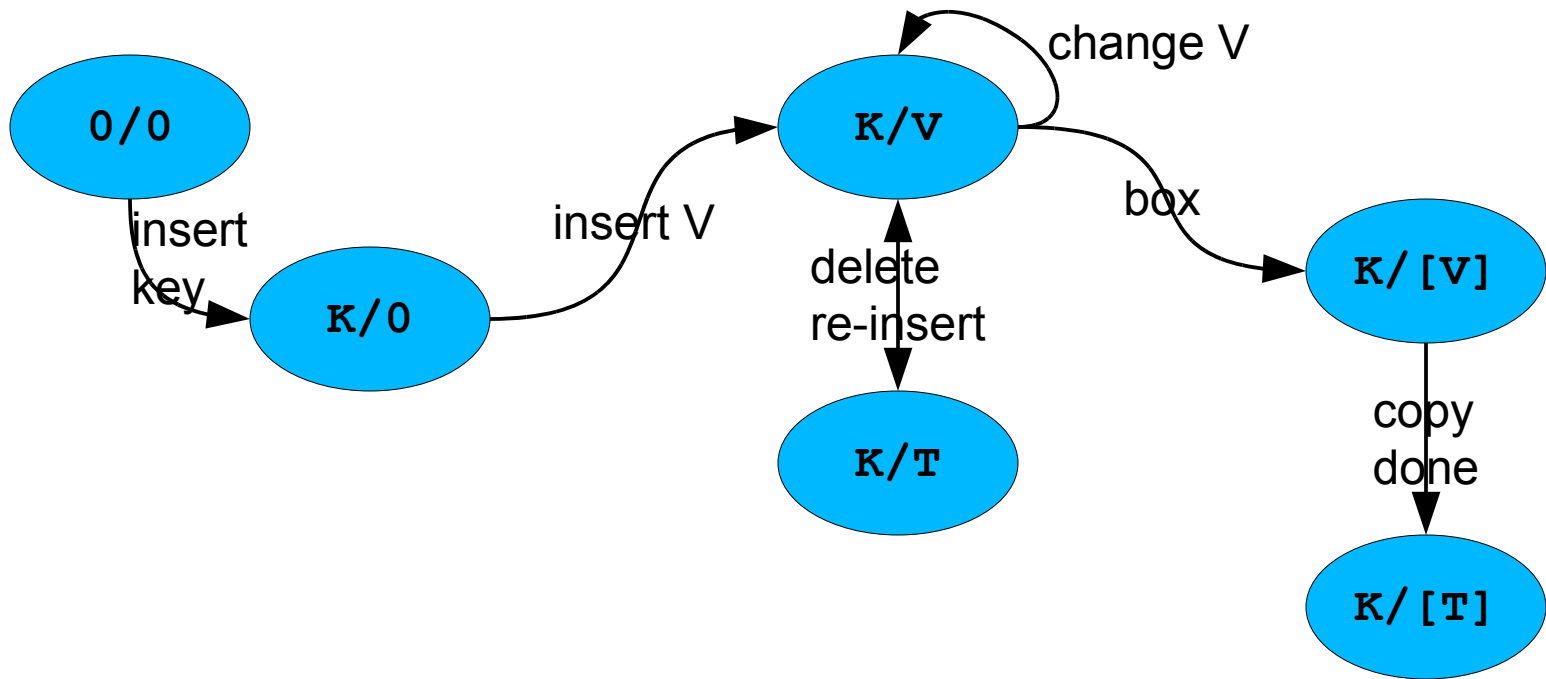 change V
0/0
K/V
box
insert V
insert
key
delete
re-insert
K/[V]
K/0
copy
done
K/T
K/[T]